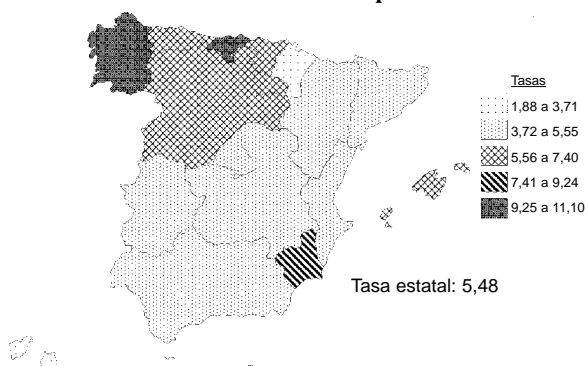 Tasas
1,88 a 3,71
3,72 a 5,55
5,56 a 7,40
7,41 a 9,24
9,25 a 11,10
Tasa estatal: 5,48